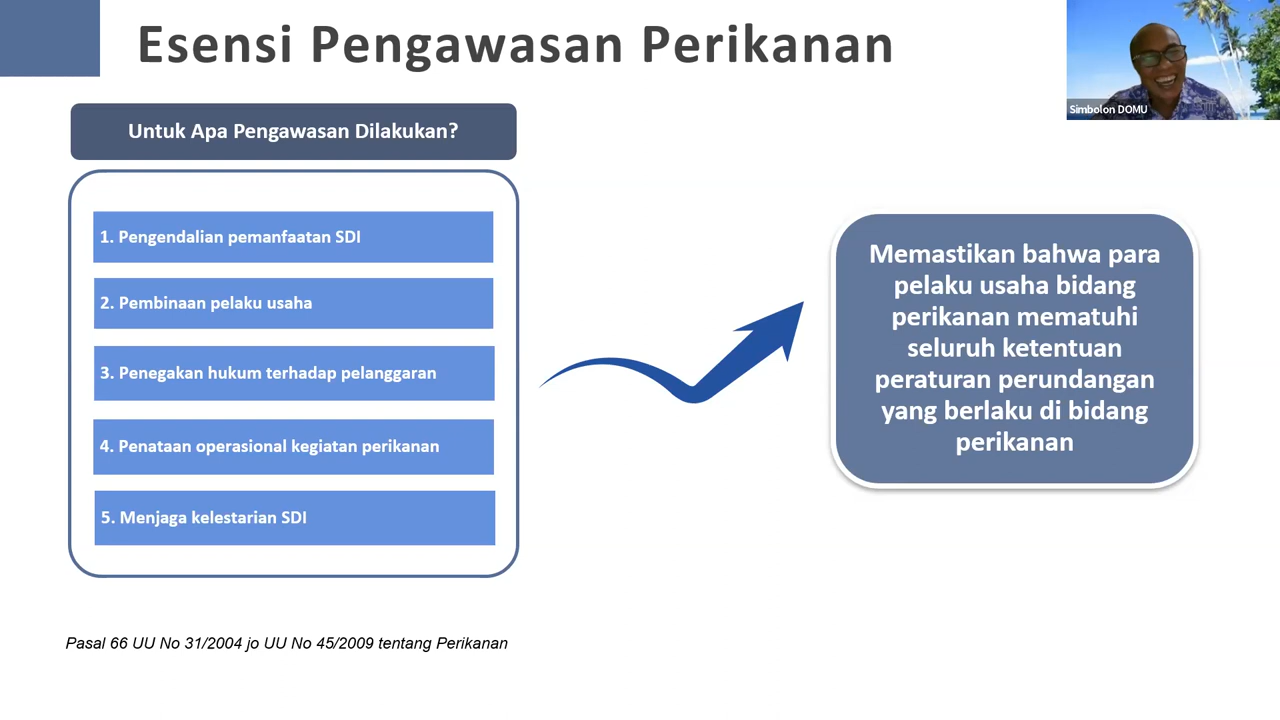 Esensi Pengawasan Perikanan
Simbolon DOMU
Untuk Apa Pengawasan Dilakukan?
1. Pengendalian pemanfaatan SDI
2. Pembinaan pelaku usaha
3. Penegakan hukum terhadap pelanggaran
4. Penataan operasional kegiatan perikanan
5. Menjaga kelestarian SDI
Memastikan bahwa para
pelaku usaha bidang
perikanan mematuhi
seluruh ketentuan
peraturan perundangan
yang berlaku di bidang
perikanan
Pasal 66 UU No 31/2004 jo UU No 45/2009 tentang Perikanan